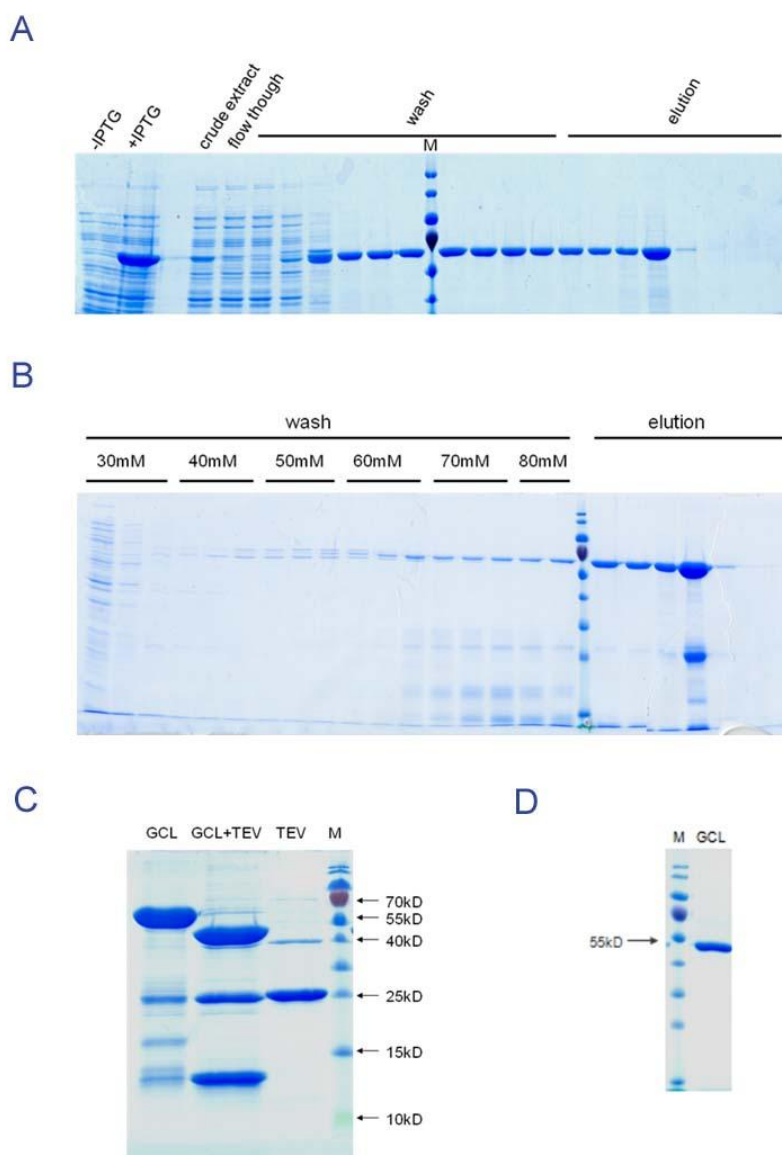 A
-IPTG
+IPTG
crude extract
flow though
wash
elution
M
B
wash
elution
30mM
40mM
50mM
60mM
70mM
80mM
C
D
GCL
GCL+TEV
TEV
M
70kD
55kD
40kD
25kD
15kD
10kD
M
GCL
55kD